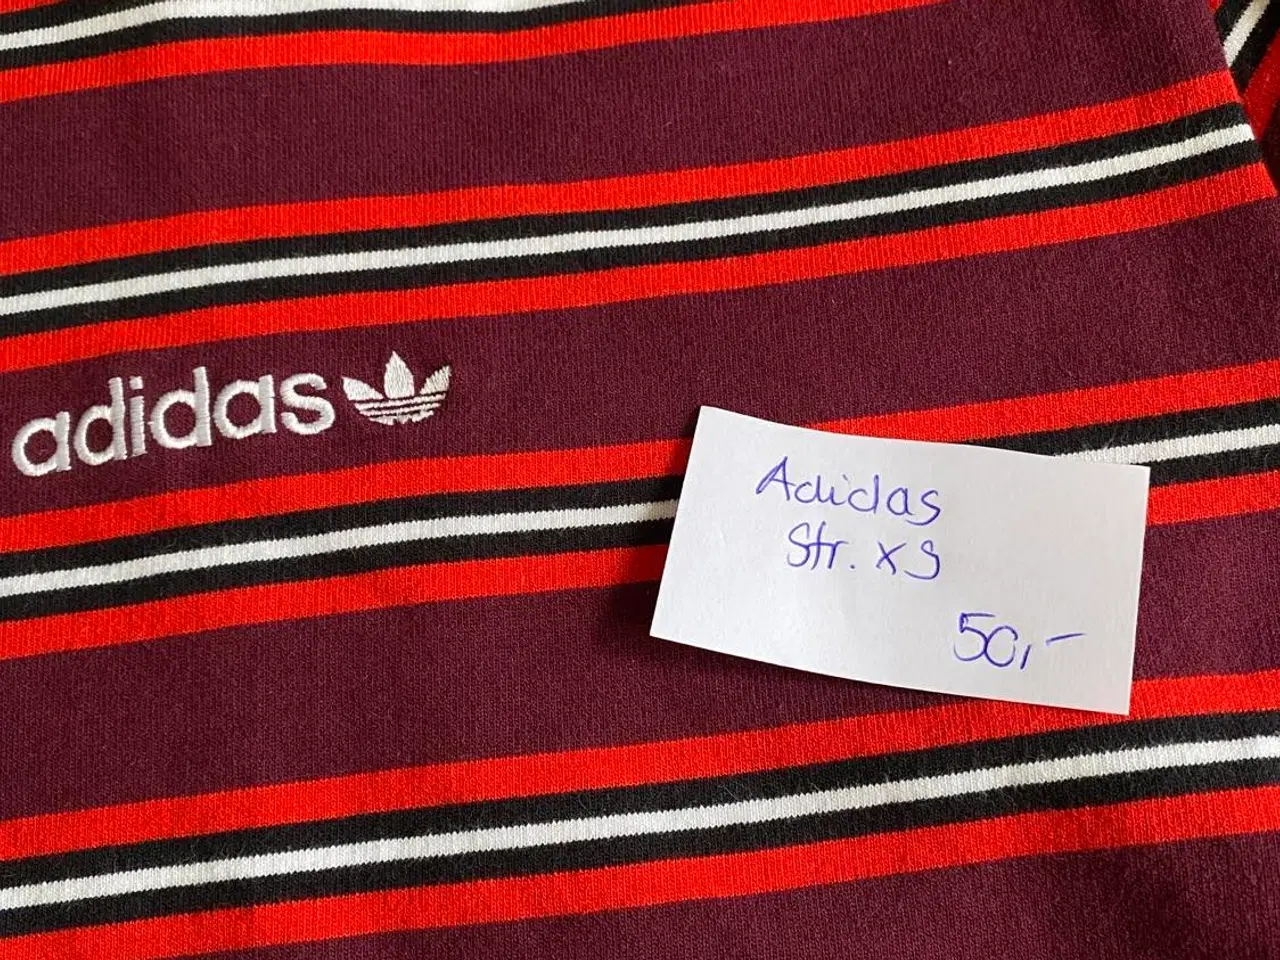 adidas
Adidas
Str. XS
50,-